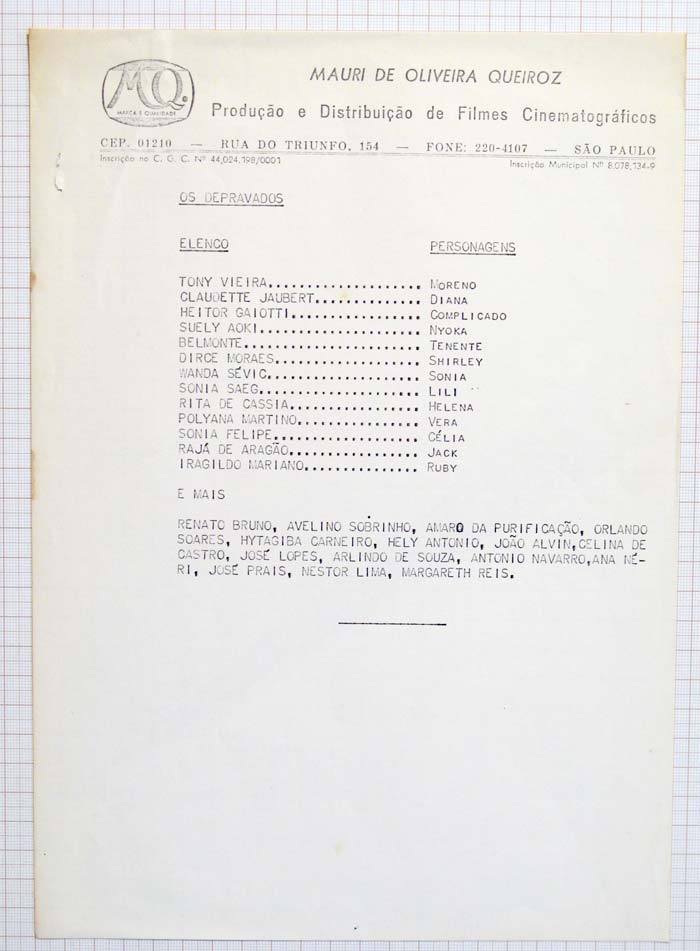 MQ.
MARCA E QUALIDADE
MAURI DE OLIVEIRA QUEIROZ
Produção e Distribuição de Filmes Cinematográficos
CEP. 01210 — RUA DO TRIUNFO, 154 — FONE: 220-4107 — SÃO PAULO
Inscrição no C. G. C. Nº 44,024,198/0001
Inscrição Municipal Nº 8.078,134-9
OS DEPRAVADOS
ELENCO PERSONAGENS
TONY VIEIRA.................... MORENO
CLAUDETTE JAUBERT.............. DIANA
HEITOR GAIOTTI................. COMPLICADO
SUELY AOKI..................... NYOKA
BELMONTE....................... TENENTE
DIRCE MORAES................... SHIRLEY
WANDA SÉVIC.................... SONIA
SONIA SAEG..................... LILI
RITA DE CASSIA................. HELENA
POLYANA MARTINO................ VERA
SONIA FELIPE................... CÉLIA
RAJÁ DE ARAGÃO................. JACK
IRAGILDO MARIANO............... RUBY
E MAIS
RENATO BRUNO, AVELINO SOBRINHO, AMARO DA PURIFICAÇÃO, ORLANDO
SOARES, HYTAGIBA CARNEIRO, HELY ANTONIO, JOÃO ALVIN,CELINA DE
CASTRO, JOSÉ LOPES, ARLINDO DE SOUZA, ANTONIO NAVARRO,ANA NÉ-
RI, JOSÉ PRAIS, NESTOR LIMA, MARGARETH REIS.